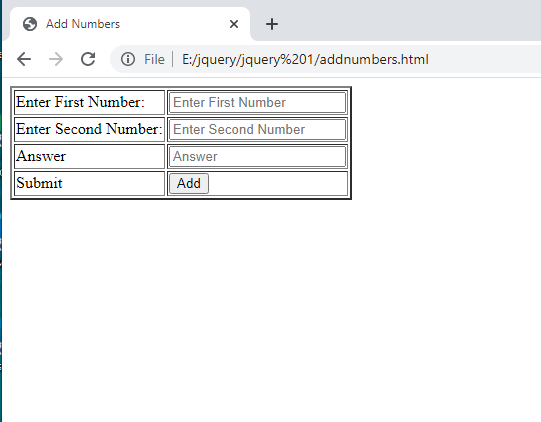 Add Numbers
File E:/jquery/jquery%201/addnumbers.html
Enter First Number: Enter First Number
Enter Second Number: Enter Second Number
Answer Answer
Submit Add